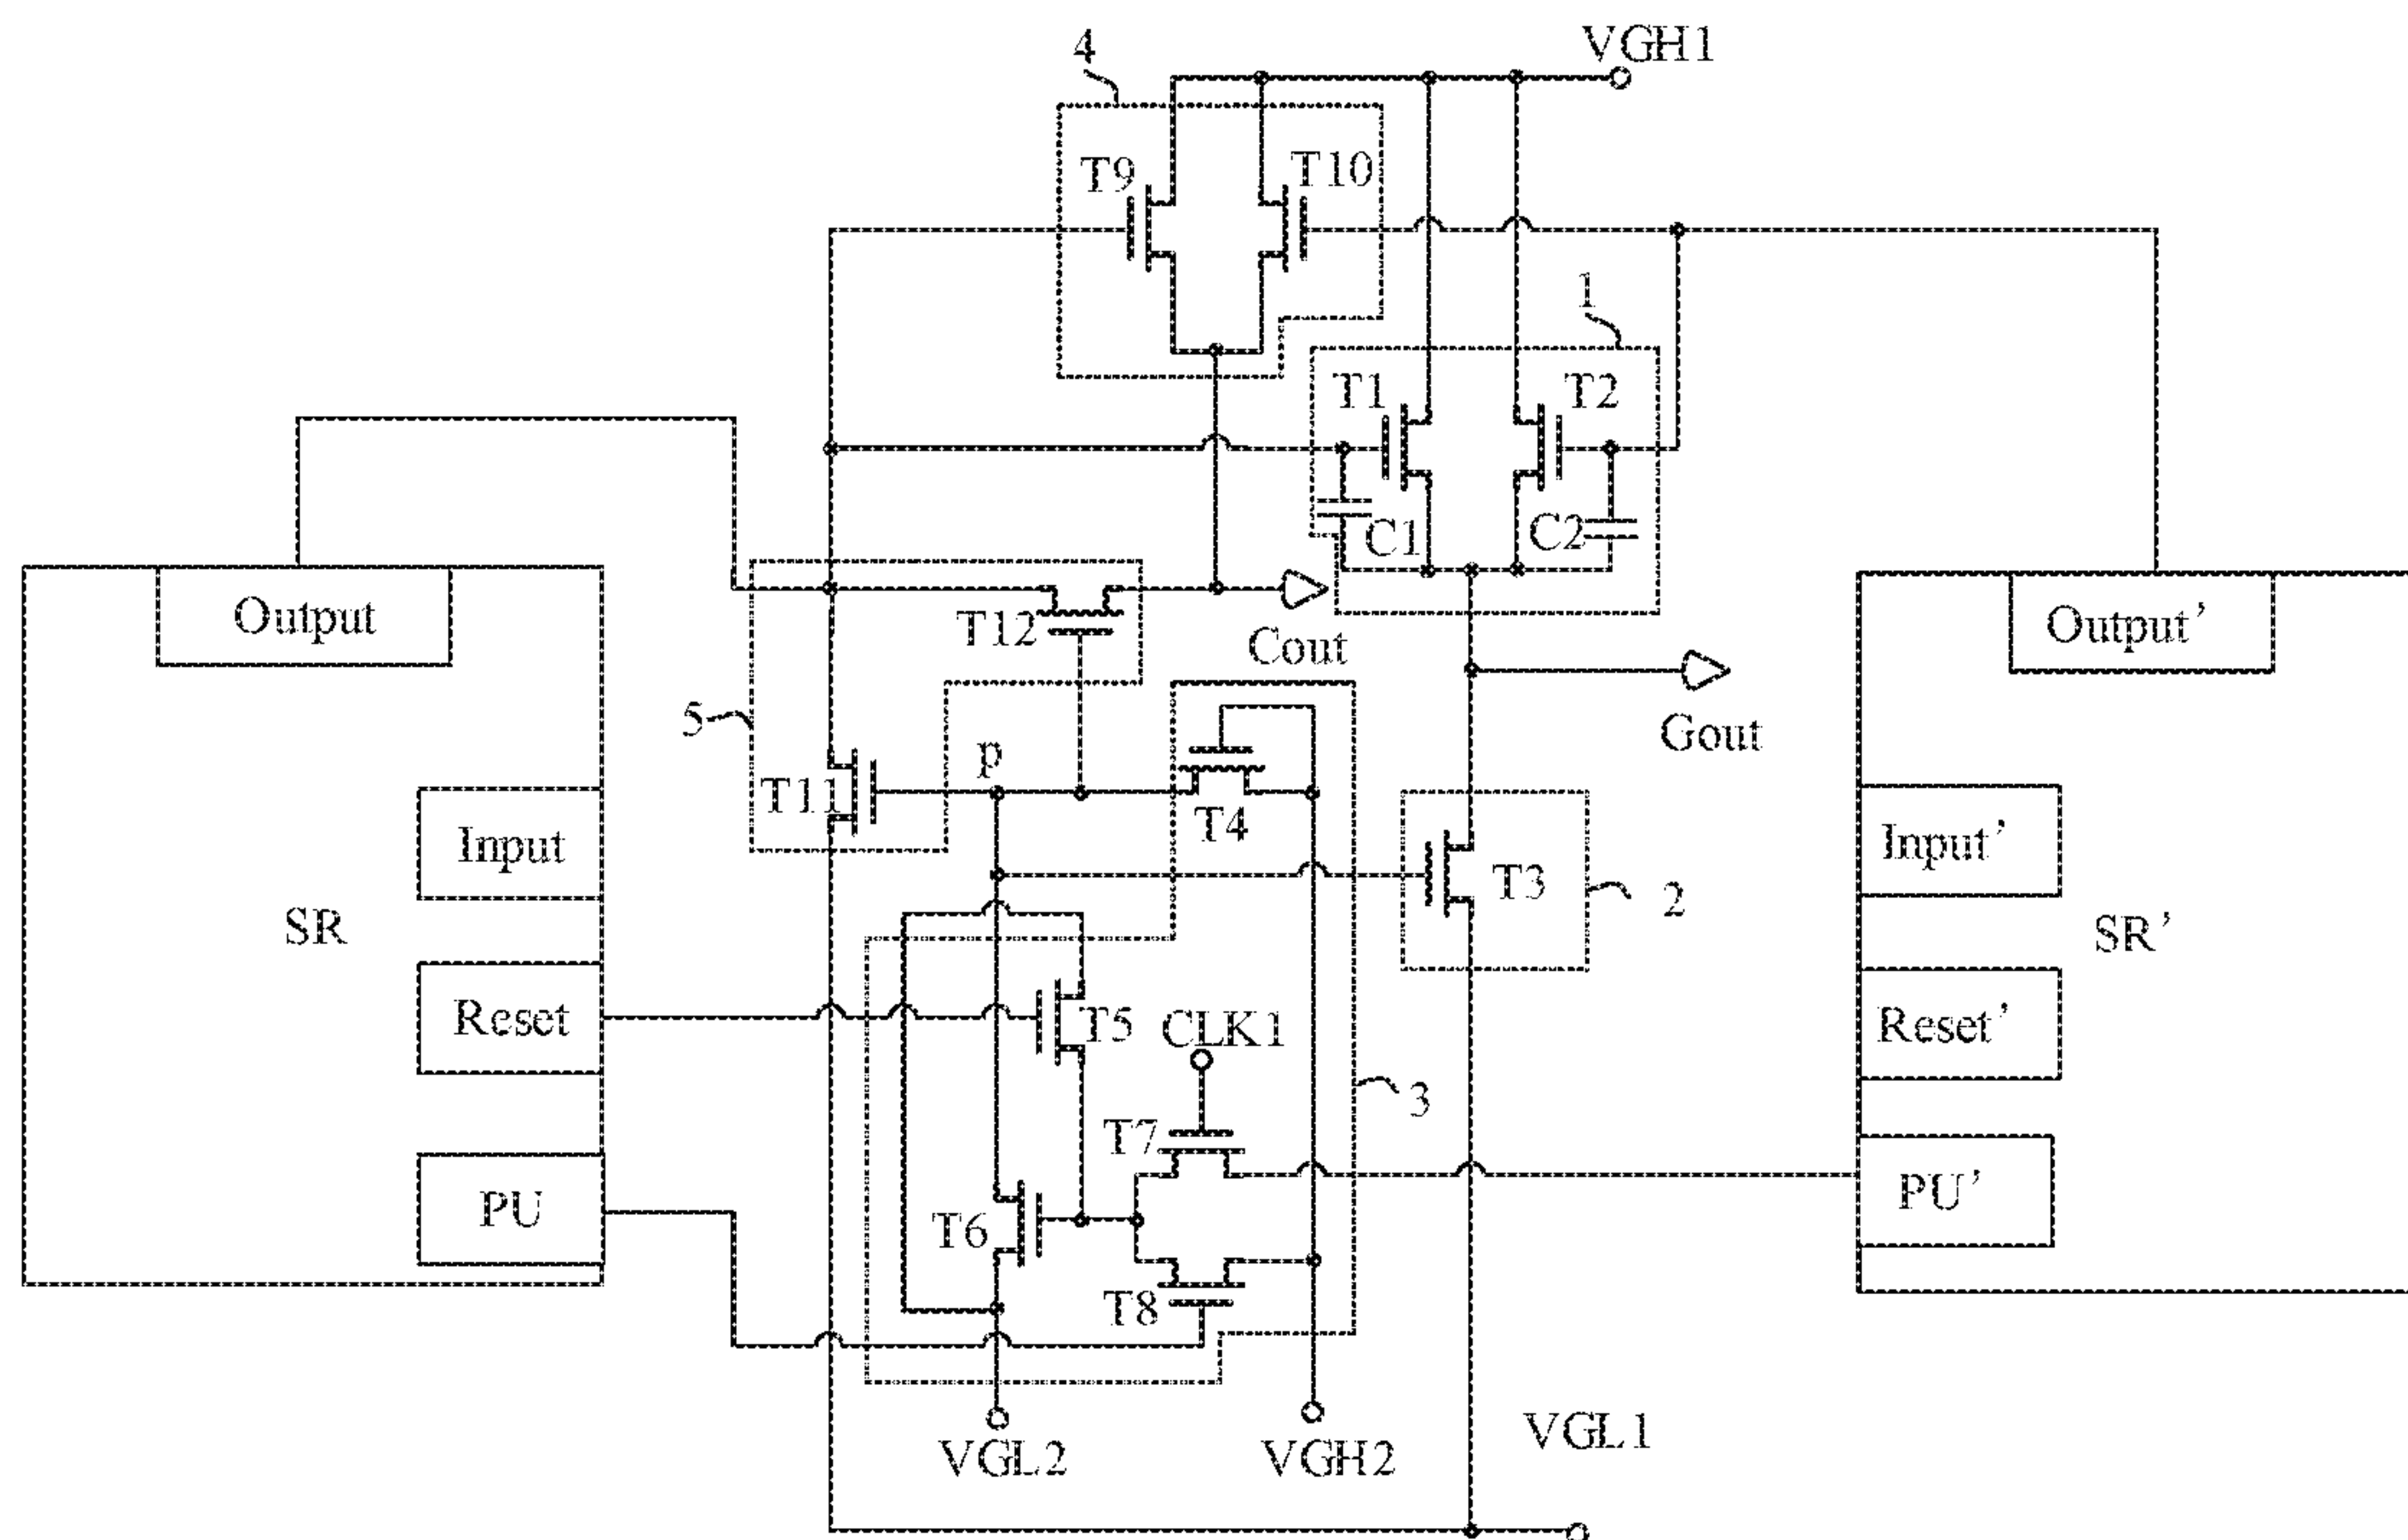 VGH1
4
T9
T10
1
T1
T2
C1
C2
Output
Output’
T12
Cout
5
p
Gout
T11
T4
Input
Input’
T3
2
SR
SR’
Reset
Reset’
T5
CLK1
3
T7
PU
PU’
T6
T8
VGL2
VGH2
VGL1